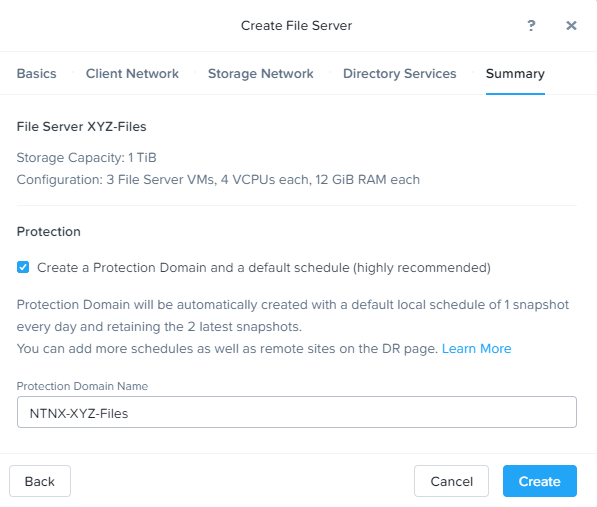 Create File Server
?
×
Basics
Client Network
Storage Network
Directory Services
Summary
File Server XYZ-Files
Storage Capacity: 1 TiB
Configuration: 3 File Server VMs, 4 VCPUs each, 12 GiB RAM each
Protection
Create a Protection Domain and a default schedule (highly recommended)
Protection Domain will be automatically created with a default local schedule of 1 snapshot
every day and retaining the 2 latest snapshots.
You can add more schedules as well as remote sites on the DR page. Learn More
Protection Domain Name
NTNX-XYZ-Files
Back
Cancel
Create